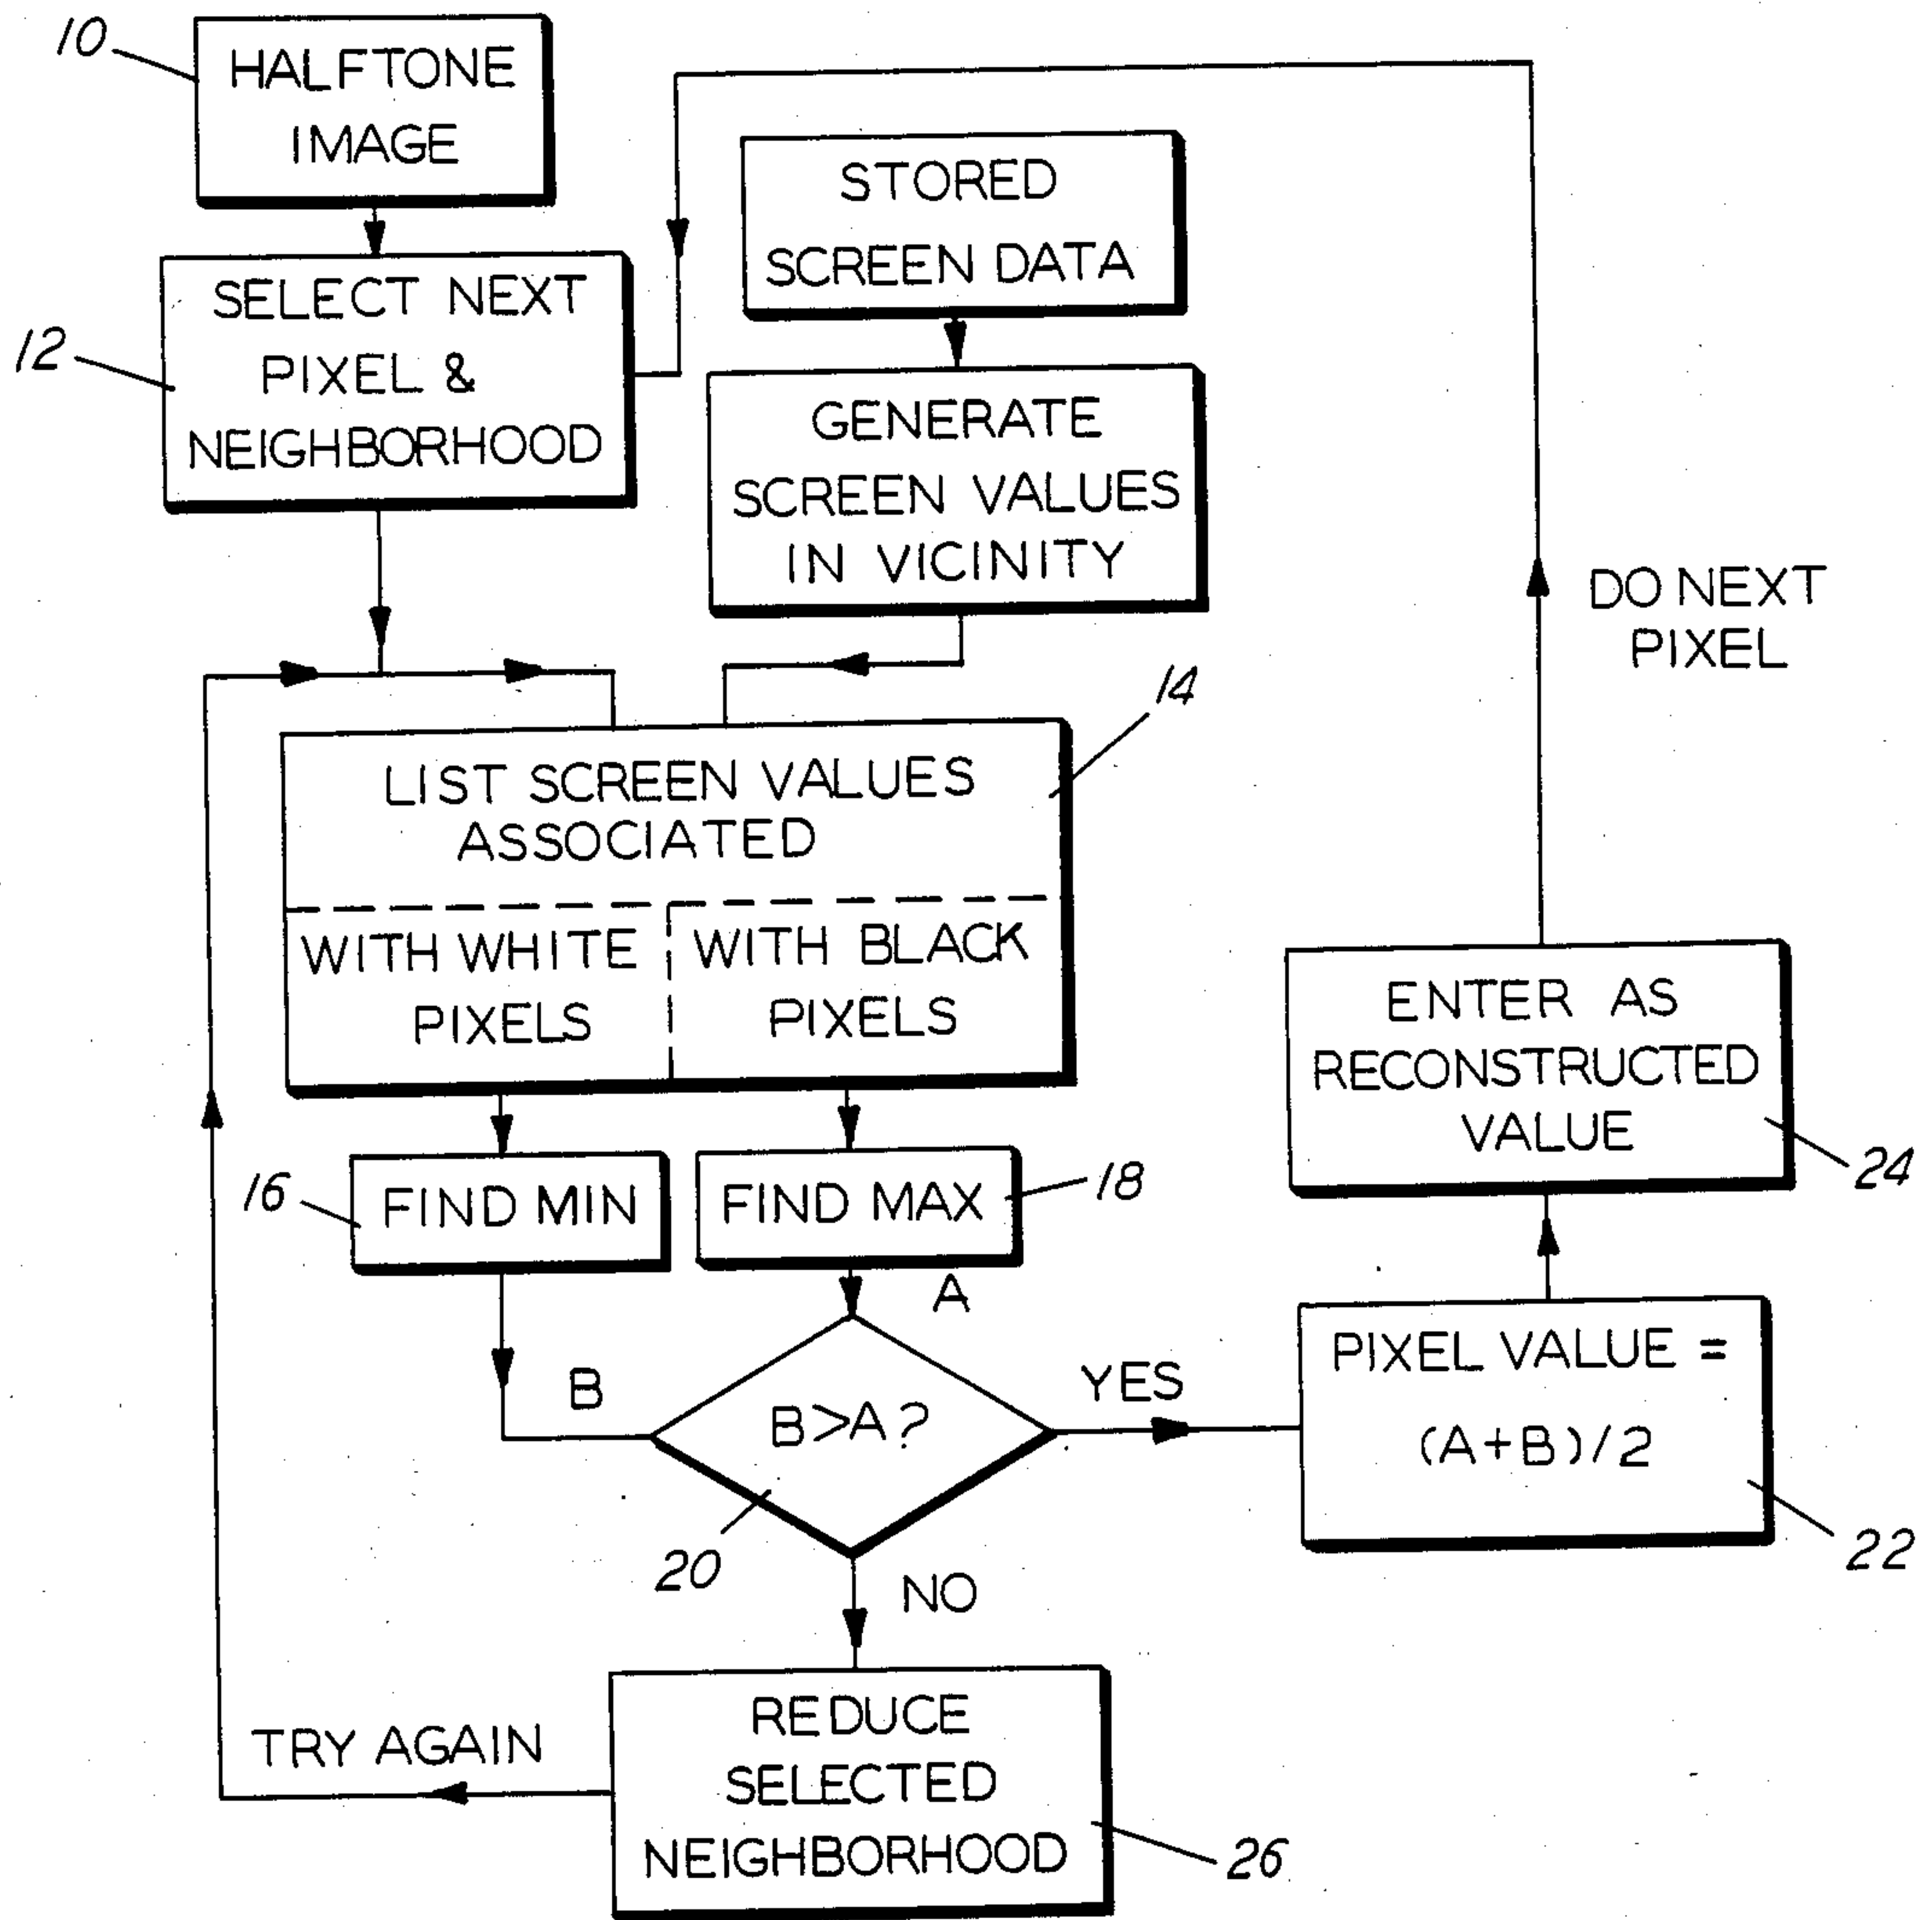 10
HALFTONE
IMAGE
12
SELECT NEXT
PIXEL &
NEIGHBORHOOD
STORED
SCREEN DATA
GENERATE
SCREEN VALUES
IN VICINITY
DO NEXT
PIXEL
14
LIST SCREEN VALUES
ASSOCIATED
WITH WHITE
PIXELS
WITH BLACK
PIXELS
16
FIND MIN
FIND MAX
18
A
B
B>A?
YES
20
NO
PIXEL VALUE =
(A+B)/2
22
ENTER AS
RECONSTRUCTED
VALUE
24
TRY AGAIN
REDUCE
SELECTED
NEIGHBORHOOD
26